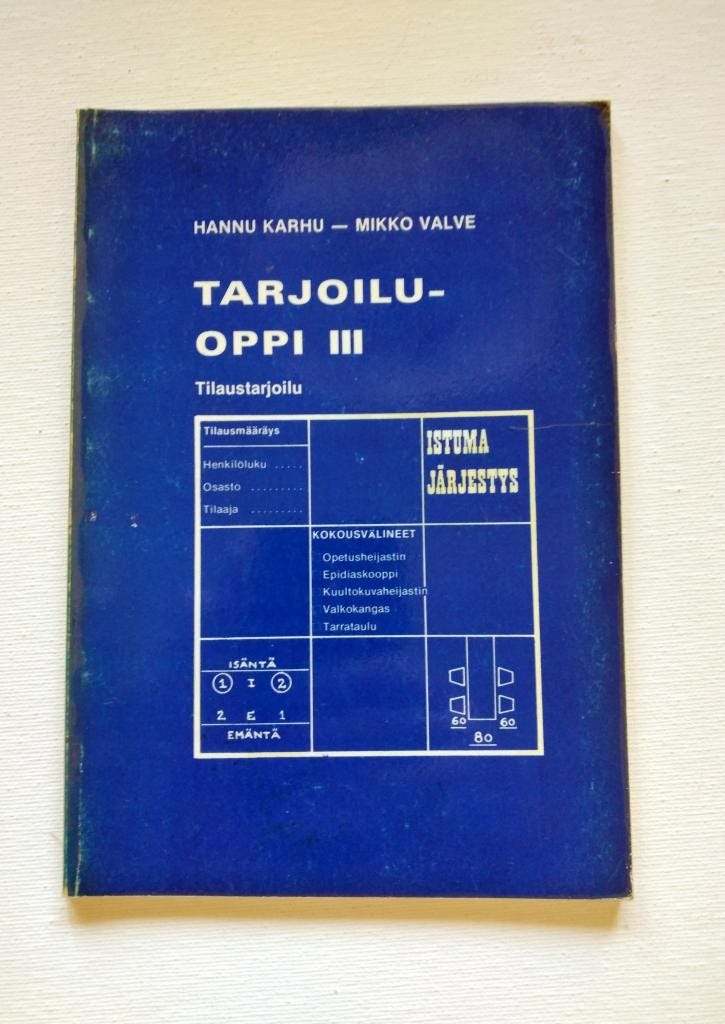 HANNU KARHU — MIKKO VALVE
TARJOILU-
OPPI III
Tilaustarjoilu
Tilausmääräys
Henkilöluku .....
Osasto .........
Tilaaja .........
ISTUMA
JÄRJESTYS
KOKOUSVÄLINEET
Opetusheijastin
Epidiaskooppi
Kuultokuvaheijastin
Valkokangas
Tarrataulu
ISÄNTÄ
1 I 2
2 E 1
EMÄNTÄ
60 60
80